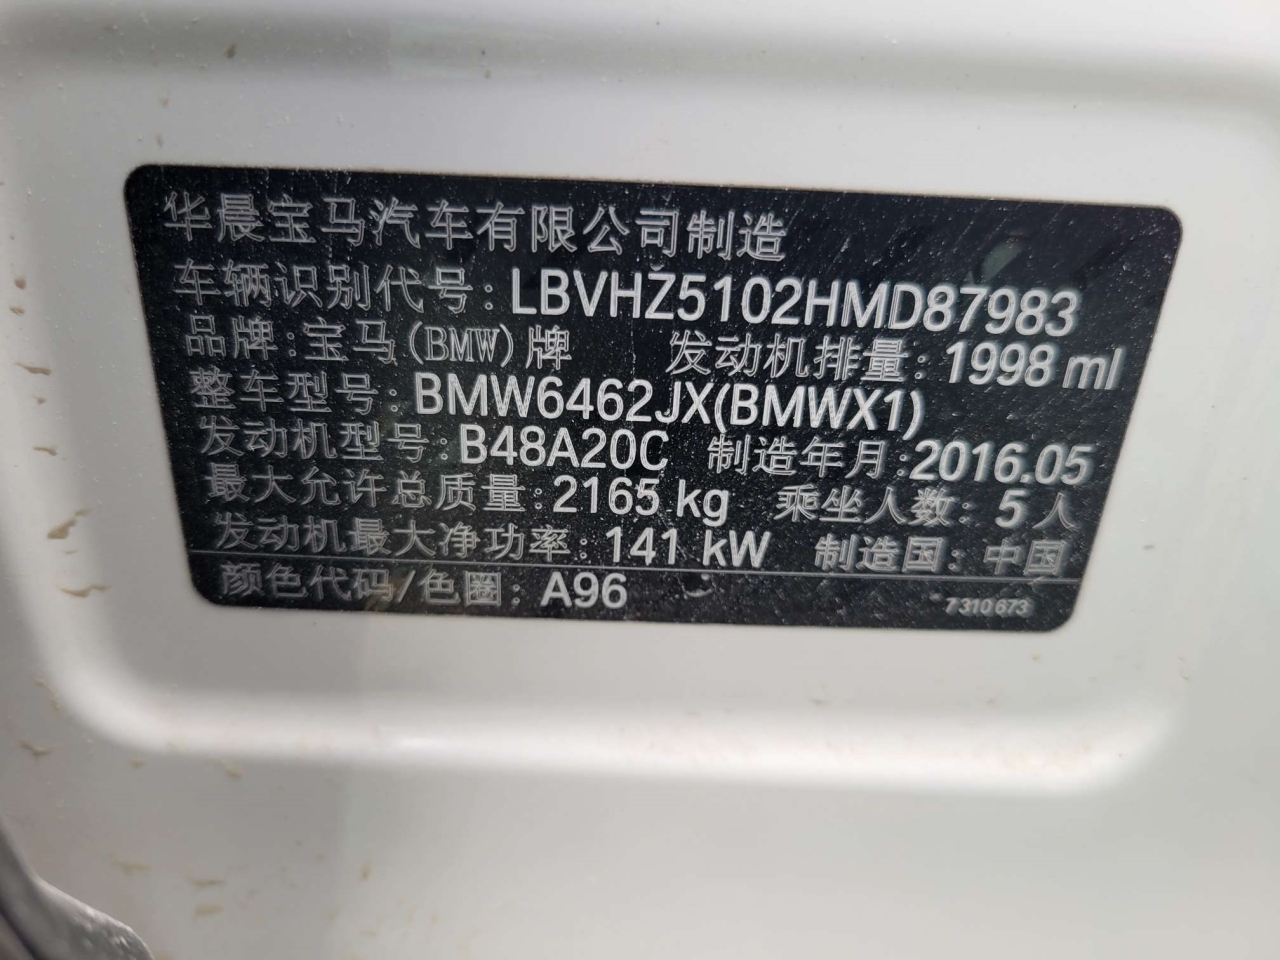 华晨宝马汽车有限公司制造
车辆识别代号: LBVHZ5102HMD87983
品牌:宝马(BMW)牌 发动机排量: 1998 ml
整车型号: BMW6462JX(BMWX1)
发动机型号: B48A20C 制造年月:2016.05
最大允许总质量: 2165 kg 乘坐人数: 5 人
发动机最大净功率: 141 kW 制造国: 中国
颜色代码/色圈: A96 7310673